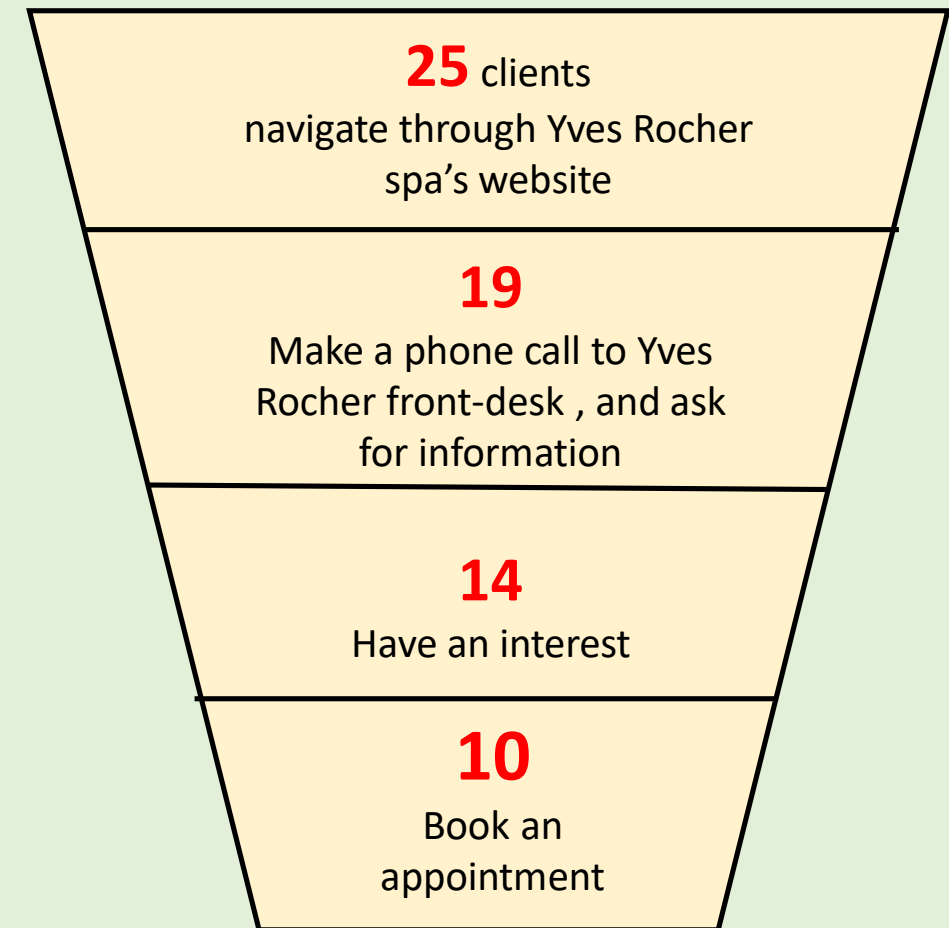 25 clients
navigate through Yves Rocher
spa’s website
19
Make a phone call to Yves
Rocher front-desk , and ask
for information
14
Have an interest
10
Book an
appointment